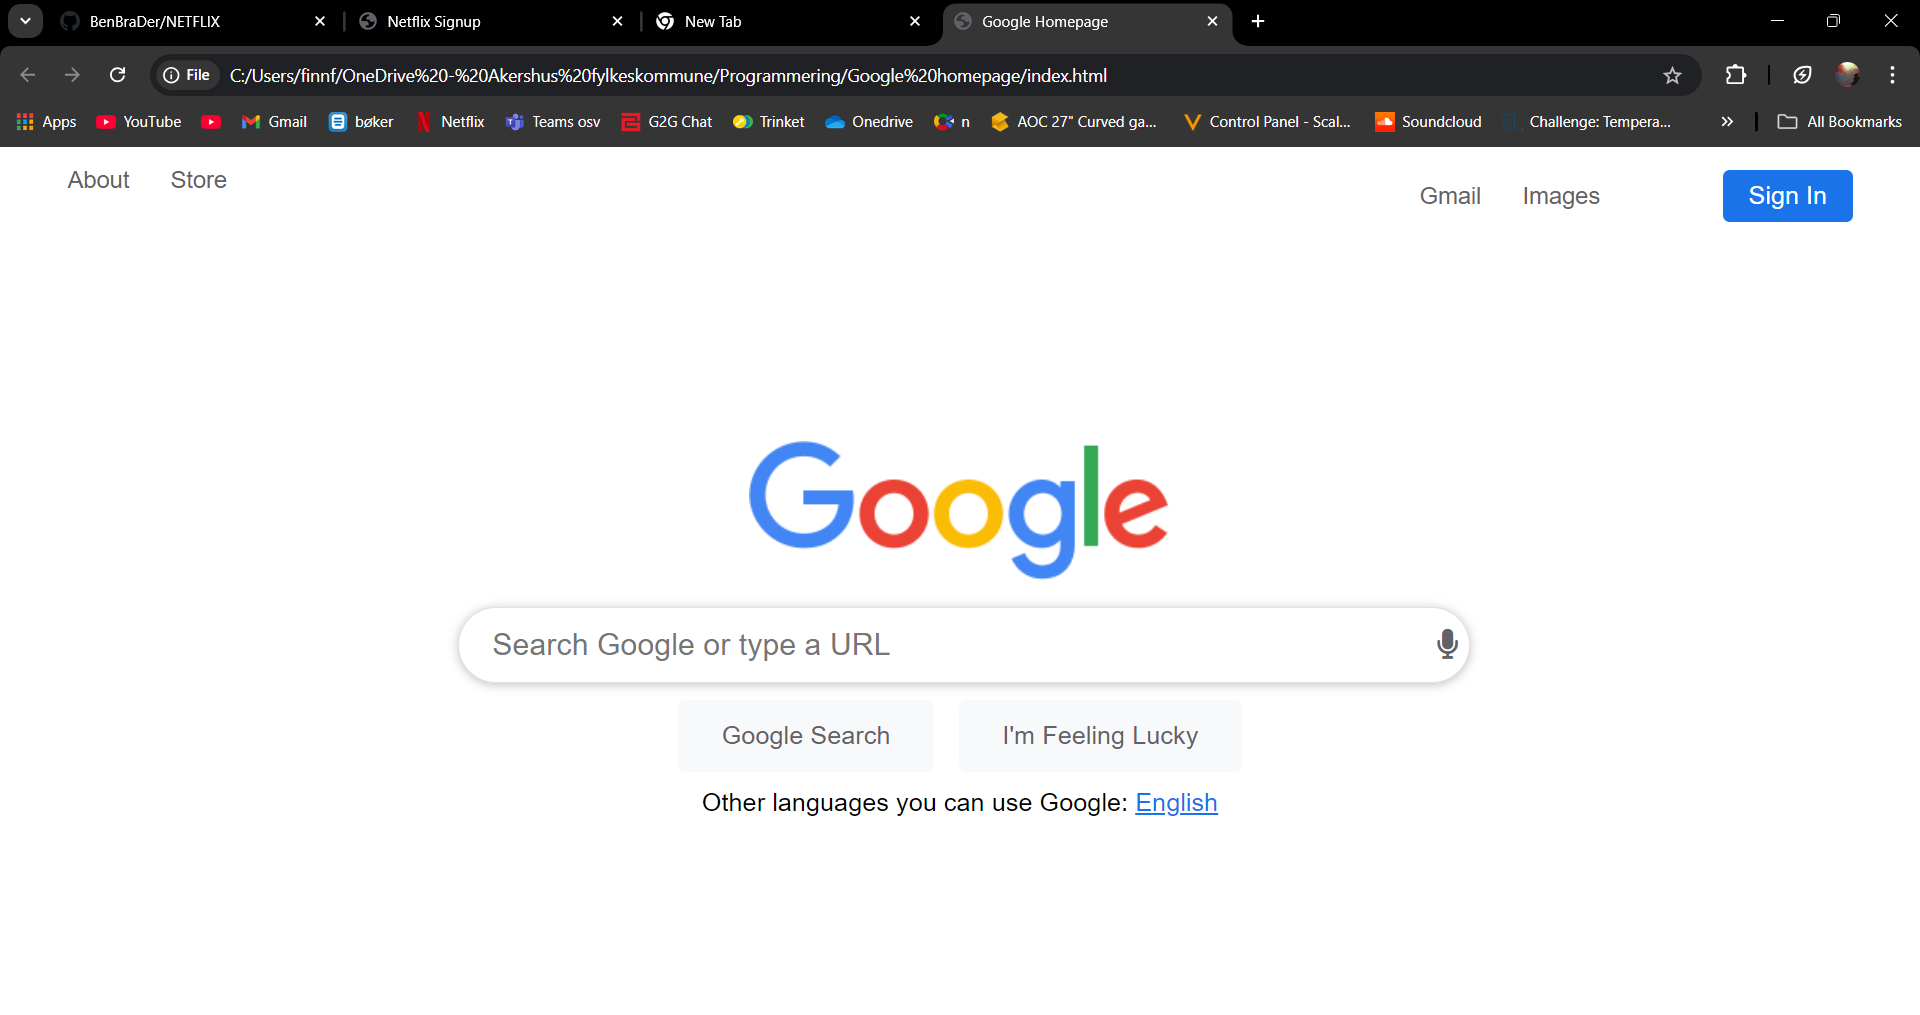 BenBraDer/NETFLIX
Netflix Signup
New Tab
Google Homepage
File C:/Users/finnf/OneDrive%20-%20Akershus%20fylkeskommune/Programmering/Google%20homepage/index.html
Apps YouTube Gmail bøker Netflix Teams osv G2G Chat Trinket Onedrive n AOC 27" Curved ga... Control Panel - Scal... Soundcloud Challenge: Tempera... All Bookmarks
About Store Gmail Images Sign In
Google
Search Google or type a URL
Google Search I'm Feeling Lucky
Other languages you can use Google: English